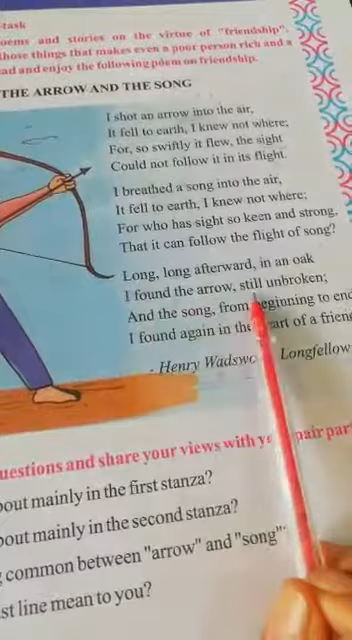 task
oems and stories on the virtue of "friendship".
those things that makes even a poor person rich and a
ad and enjoy the following poem on friendship.
THE ARROW AND THE SONG
I shot an arrow into the air,
It fell to earth, I knew not where;
For, so swiftly it flew, the sight
Could not follow it in its flight.
I breathed a song into the air,
It fell to earth, I knew not where;
For who has sight so keen and strong,
That it can follow the flight of song?
Long, long afterward, in an oak
I found the arrow, still unbroken;
And the song, from beginning to end
I found again in the heart of a frien
- Henry Wadswo Longfellow
uestions and share your views with yo pair par
bout mainly in the first stanza?
bout mainly in the second stanza?
g common between "arrow" and "song"
st line mean to you?